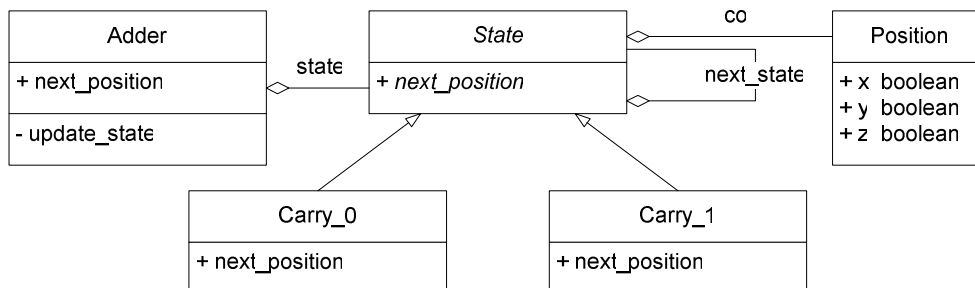 Adder
+ next_position
- update_state
state
State
+ next_position
co
next_state
Position
+ x boolean
+ y boolean
+ z boolean
Carry_0
+ next_position
Carry_1
+ next_position